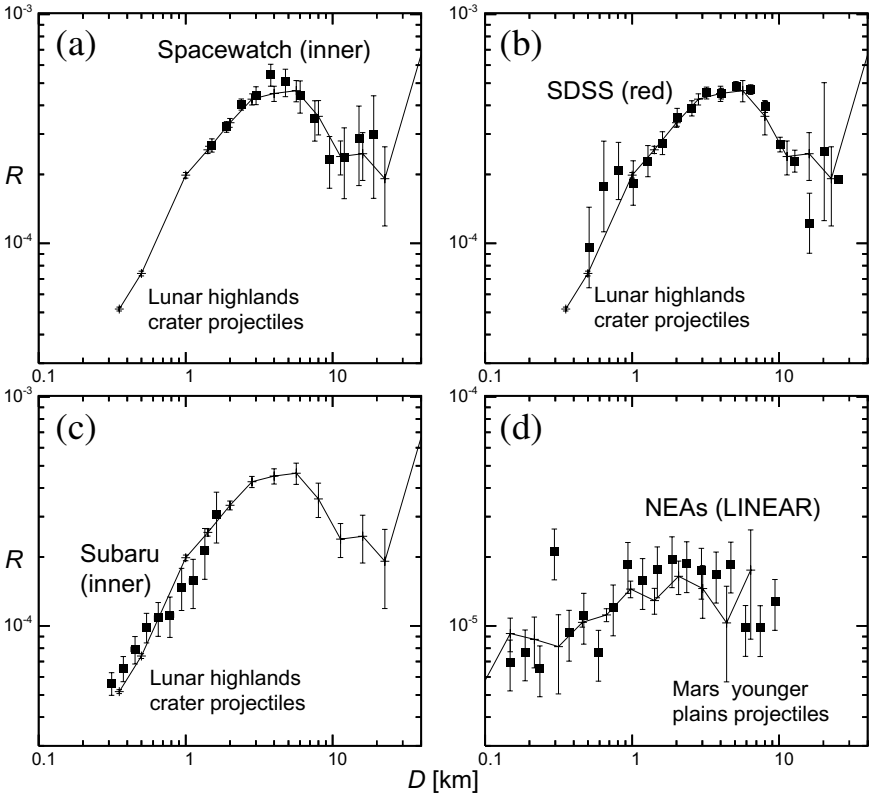 10⁻³
(a)
Spacewatch (inner)
R
10⁻⁴
Lunar highlands
crater projectiles
0.1
1
10
(b)
SDSS (red)
10⁻⁴
Lunar highlands
crater projectiles
0.1
1
10
10⁻³
(c)
Subaru
(inner)
R
10⁻⁴
Lunar highlands
crater projectiles
0.1
1
10
10⁻⁴
(d)
NEAs (LINEAR)
10⁻⁵
Mars younger
plains projectiles
0.1
1
10
D [km]
10⁻³